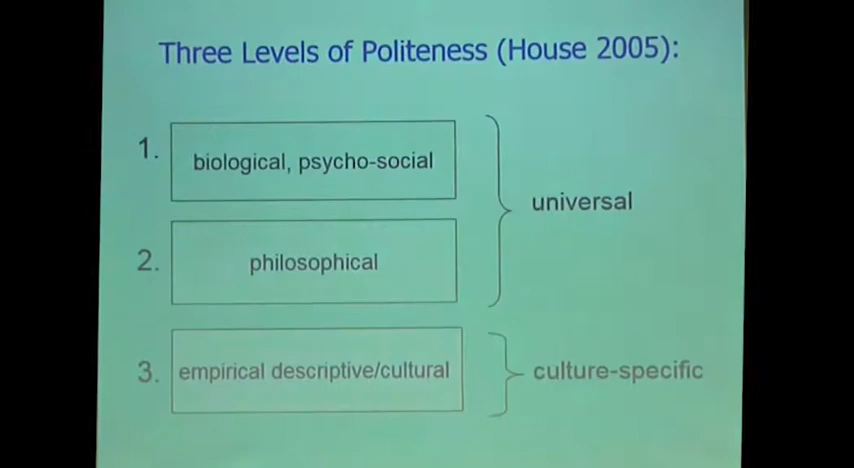 Three Levels of Politeness (House 2005):
1. biological, psycho-social
universal
2. philosophical
3. empirical descriptive/cultural
culture-specific